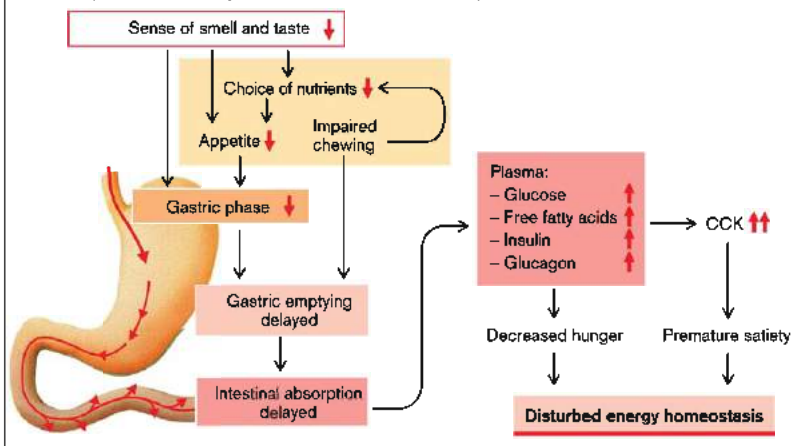 Sense of smell and taste
Choice of nutrients
Appetite
Impaired
chewing
Gastric phase
Gastric emptying
delayed
Intestinal absorption
delayed
Plasma:
– Glucose
– Free fatty acids
– Insulin
– Glucagon
CCK
Decreased hunger
Premature satiety
Disturbed energy homeostasis